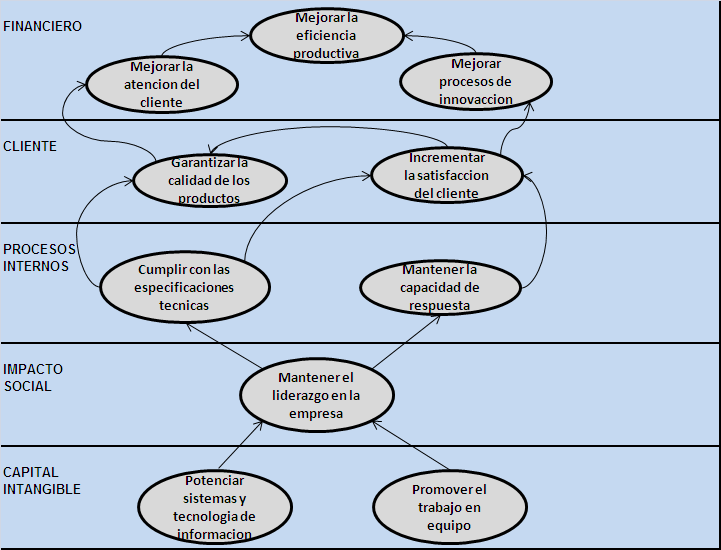 FINANCIERO
Mejorar la
eficiencia
productiva
Mejorar la
atencion del
cliente
Mejorar
procesos de
innovaccion
CLIENTE
Garantizar la
calidad de los
productos
Incrementar
la satisfaccion
del cliente
PROCESOS
INTERNOS
Cumplir con las
especificaciones
tecnicas
Mantener la
capacidad de
respuesta
IMPACTO
SOCIAL
Mantener el
liderazgo en la
empresa
CAPITAL
INTANGIBLE
Potenciar
sistemas y
tecnologia de
informacion
Promover el
trabajo en
equipo